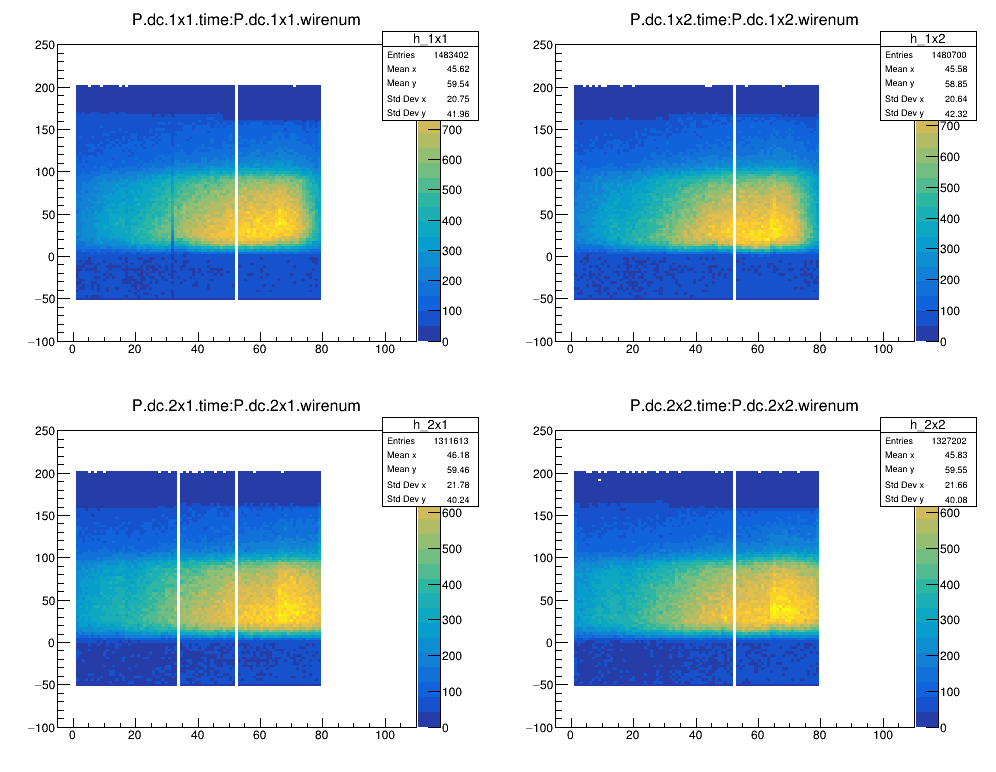 P.dc.1x1.time:P.dc.1x1.wirenum
h_1x1
Entries 1483402
Mean x 45.62
Mean y 59.54
Std Dev x 20.75
Std Dev y 41.96
250
200
150
100
50
0
−50
−100
0 20 40 60 80 100
700
600
500
400
300
200
100
0
P.dc.1x2.time:P.dc.1x2.wirenum
h_1x2
Entries 1480700
Mean x 45.58
Mean y 58.85
Std Dev x 20.64
Std Dev y 42.32
250
200
150
100
50
0
−50
−100
0 20 40 60 80 100
700
600
500
400
300
200
100
0
P.dc.2x1.time:P.dc.2x1.wirenum
h_2x1
Entries 1311613
Mean x 46.18
Mean y 59.46
Std Dev x 21.78
Std Dev y 40.24
250
200
150
100
50
0
−50
−100
0 20 40 60 80 100
600
500
400
300
200
100
0
P.dc.2x2.time:P.dc.2x2.wirenum
h_2x2
Entries 1327202
Mean x 45.83
Mean y 59.55
Std Dev x 21.66
Std Dev y 40.08
250
200
150
100
50
0
−50
−100
0 20 40 60 80 100
600
500
400
300
200
100
0